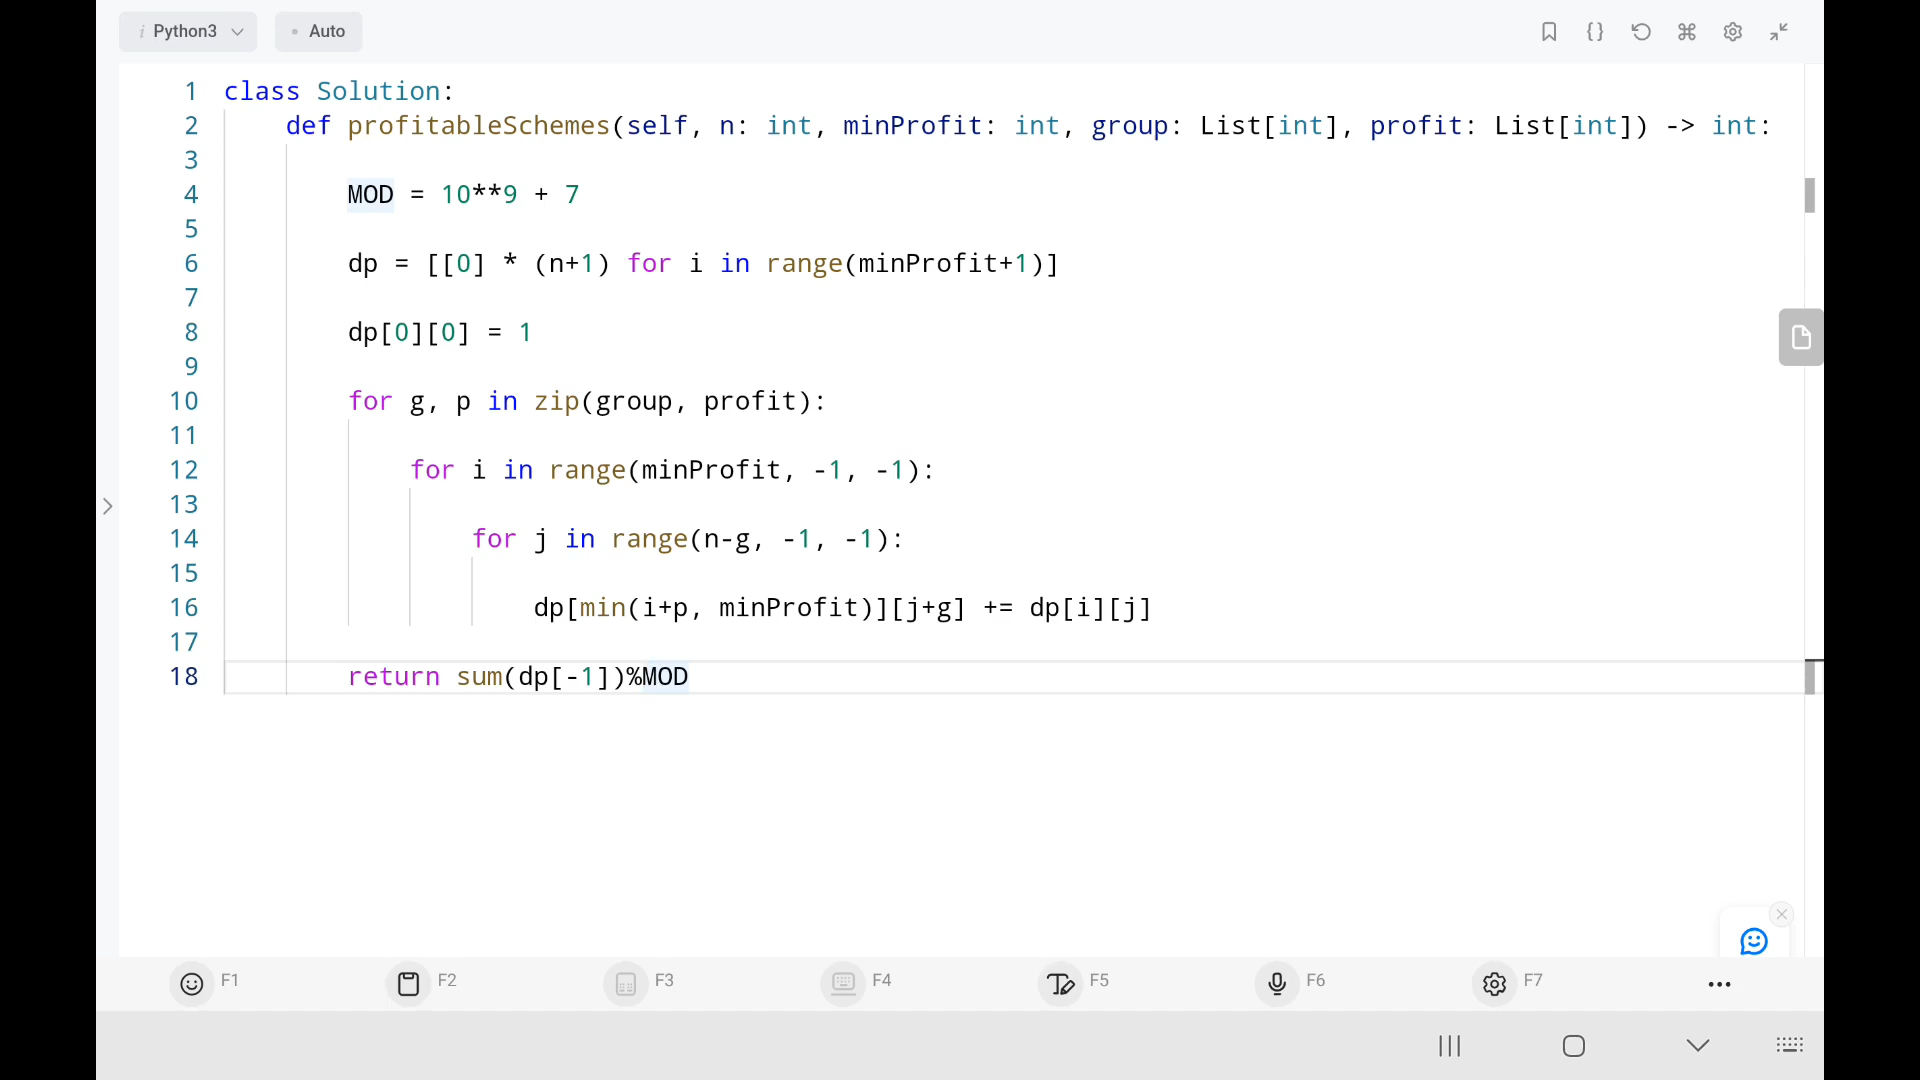 i Python3
Auto
{}
1 class Solution:
2     def profitableSchemes(self, n: int, minProfit: int, group: List[int], profit: List[int]) -> int:
3
4         MOD = 10**9 + 7
5
6         dp = [[0] * (n+1) for i in range(minProfit+1)]
7
8         dp[0][0] = 1
9
10         for g, p in zip(group, profit):
11
12             for i in range(minProfit, -1, -1):
13
14                 for j in range(n-g, -1, -1):
15
16                     dp[min(i+p, minProfit)][j+g] += dp[i][j]
17
18         return sum(dp[-1])%MOD
F1 F2 F3 F4 F5 F6 F7